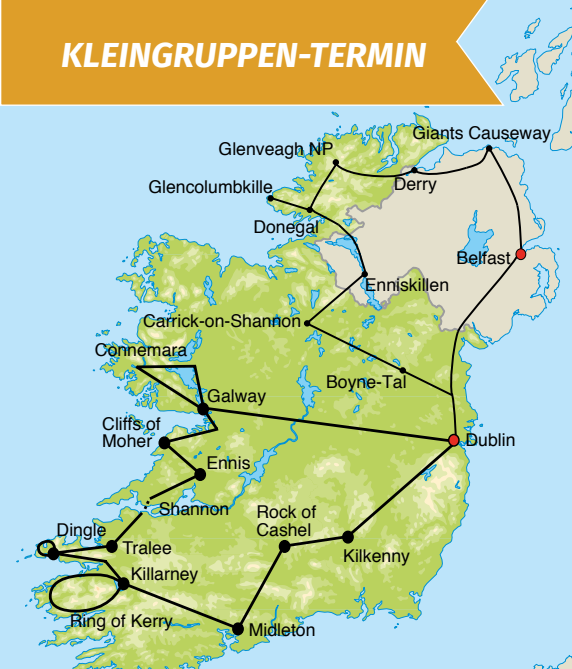 KLEINGRUPPEN-TERMIN
Giants Causeway
Glenveagh NP
Derry
Glencolumbkille
Donegal
Belfast
Enniskillen
Carrick-on-Shannon
Connemara
Boyne-Tal
Galway
Cliffs of
Moher
Dublin
Ennis
Shannon
Rock of
Cashel
Dingle
Tralee
Kilkenny
Killarney
Ring of Kerry
Midleton